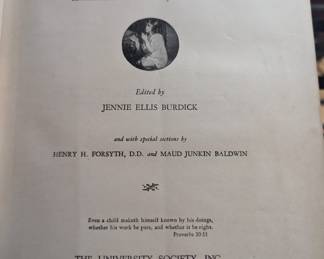 Edited by
JENNIE ELLIS BURDICK
and with special sections by
HENRY H. FORSYTH, D.D. and MAUD JUNKIN BALDWIN
Even a child maketh himself known by his doings,
whether his work be pure, and whether it be right.
Proverbs 20:11
THE UNIVERSITY SOCIETY, INC.